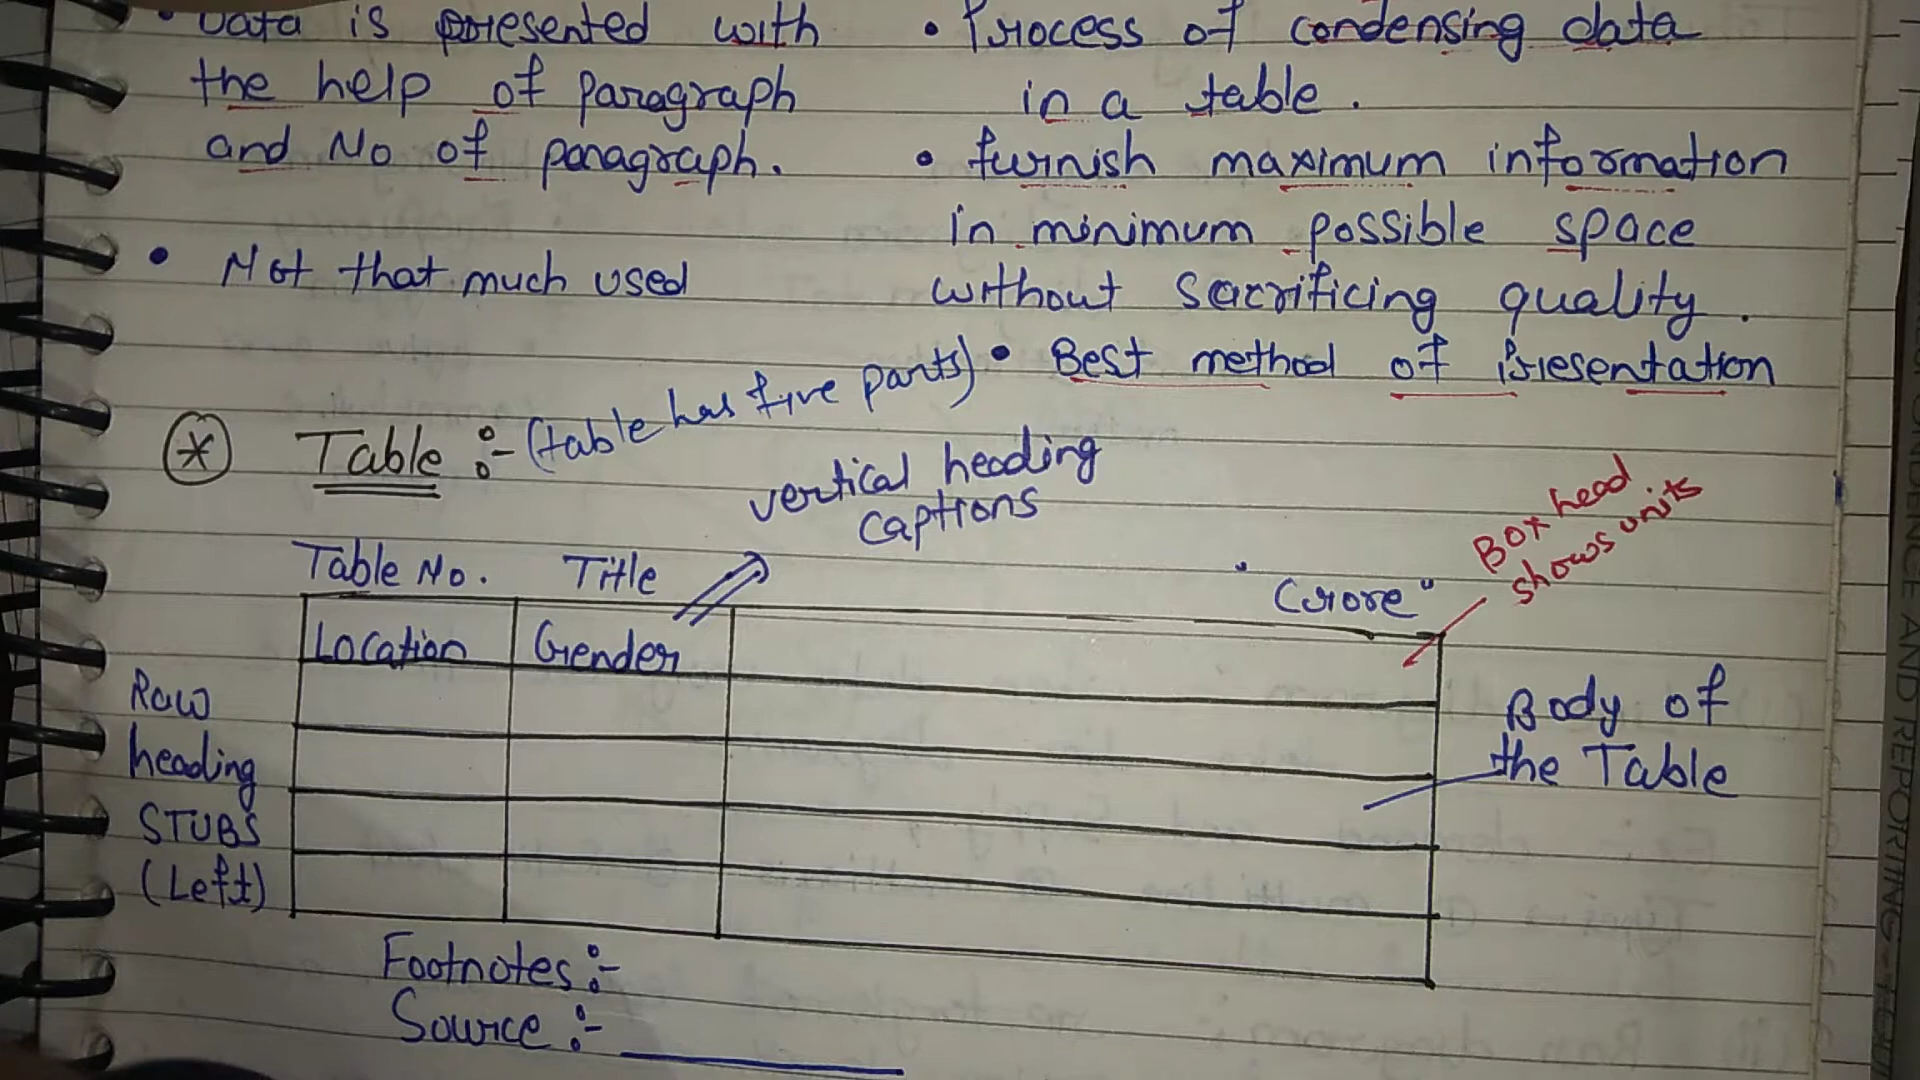 • Data is presented with
the help of paragraph
and No of paragraph.
• Not that much used
• Process of condensing data
in a table.
• furnish maximum information
in minimum possible space
without sacrificing quality.
• Best method of Presentation
* Table :- (table has five parts)
vertical heading
captions
Box head
shows units
Table No. Title "Crore"
Location Gender
Row
heading
STUBS
(Left)
Body of
the Table
Footnotes :-
Source :-